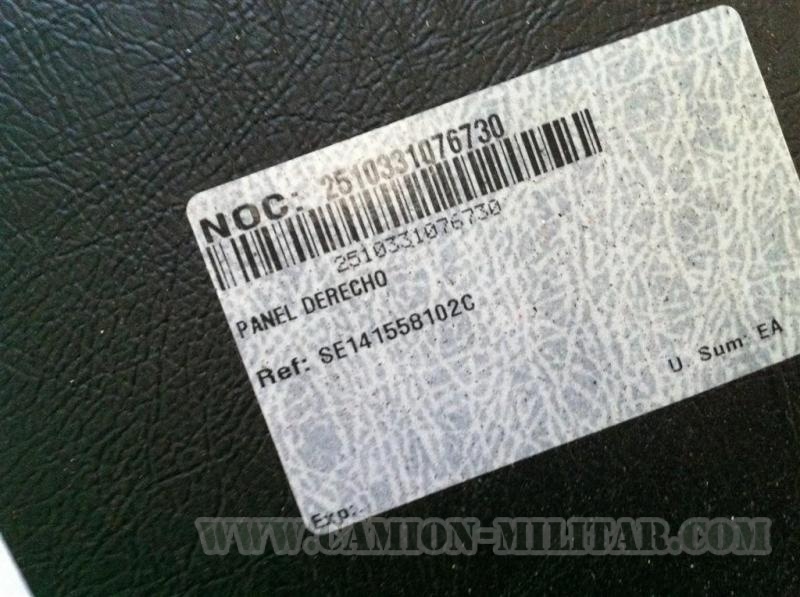 NOC: 2510331076730
2510331076730
PANEL DERECHO
Ref: SE141558102C
U. Sum: EA
Exp:
WWW.CAMION-MILITAR.COM